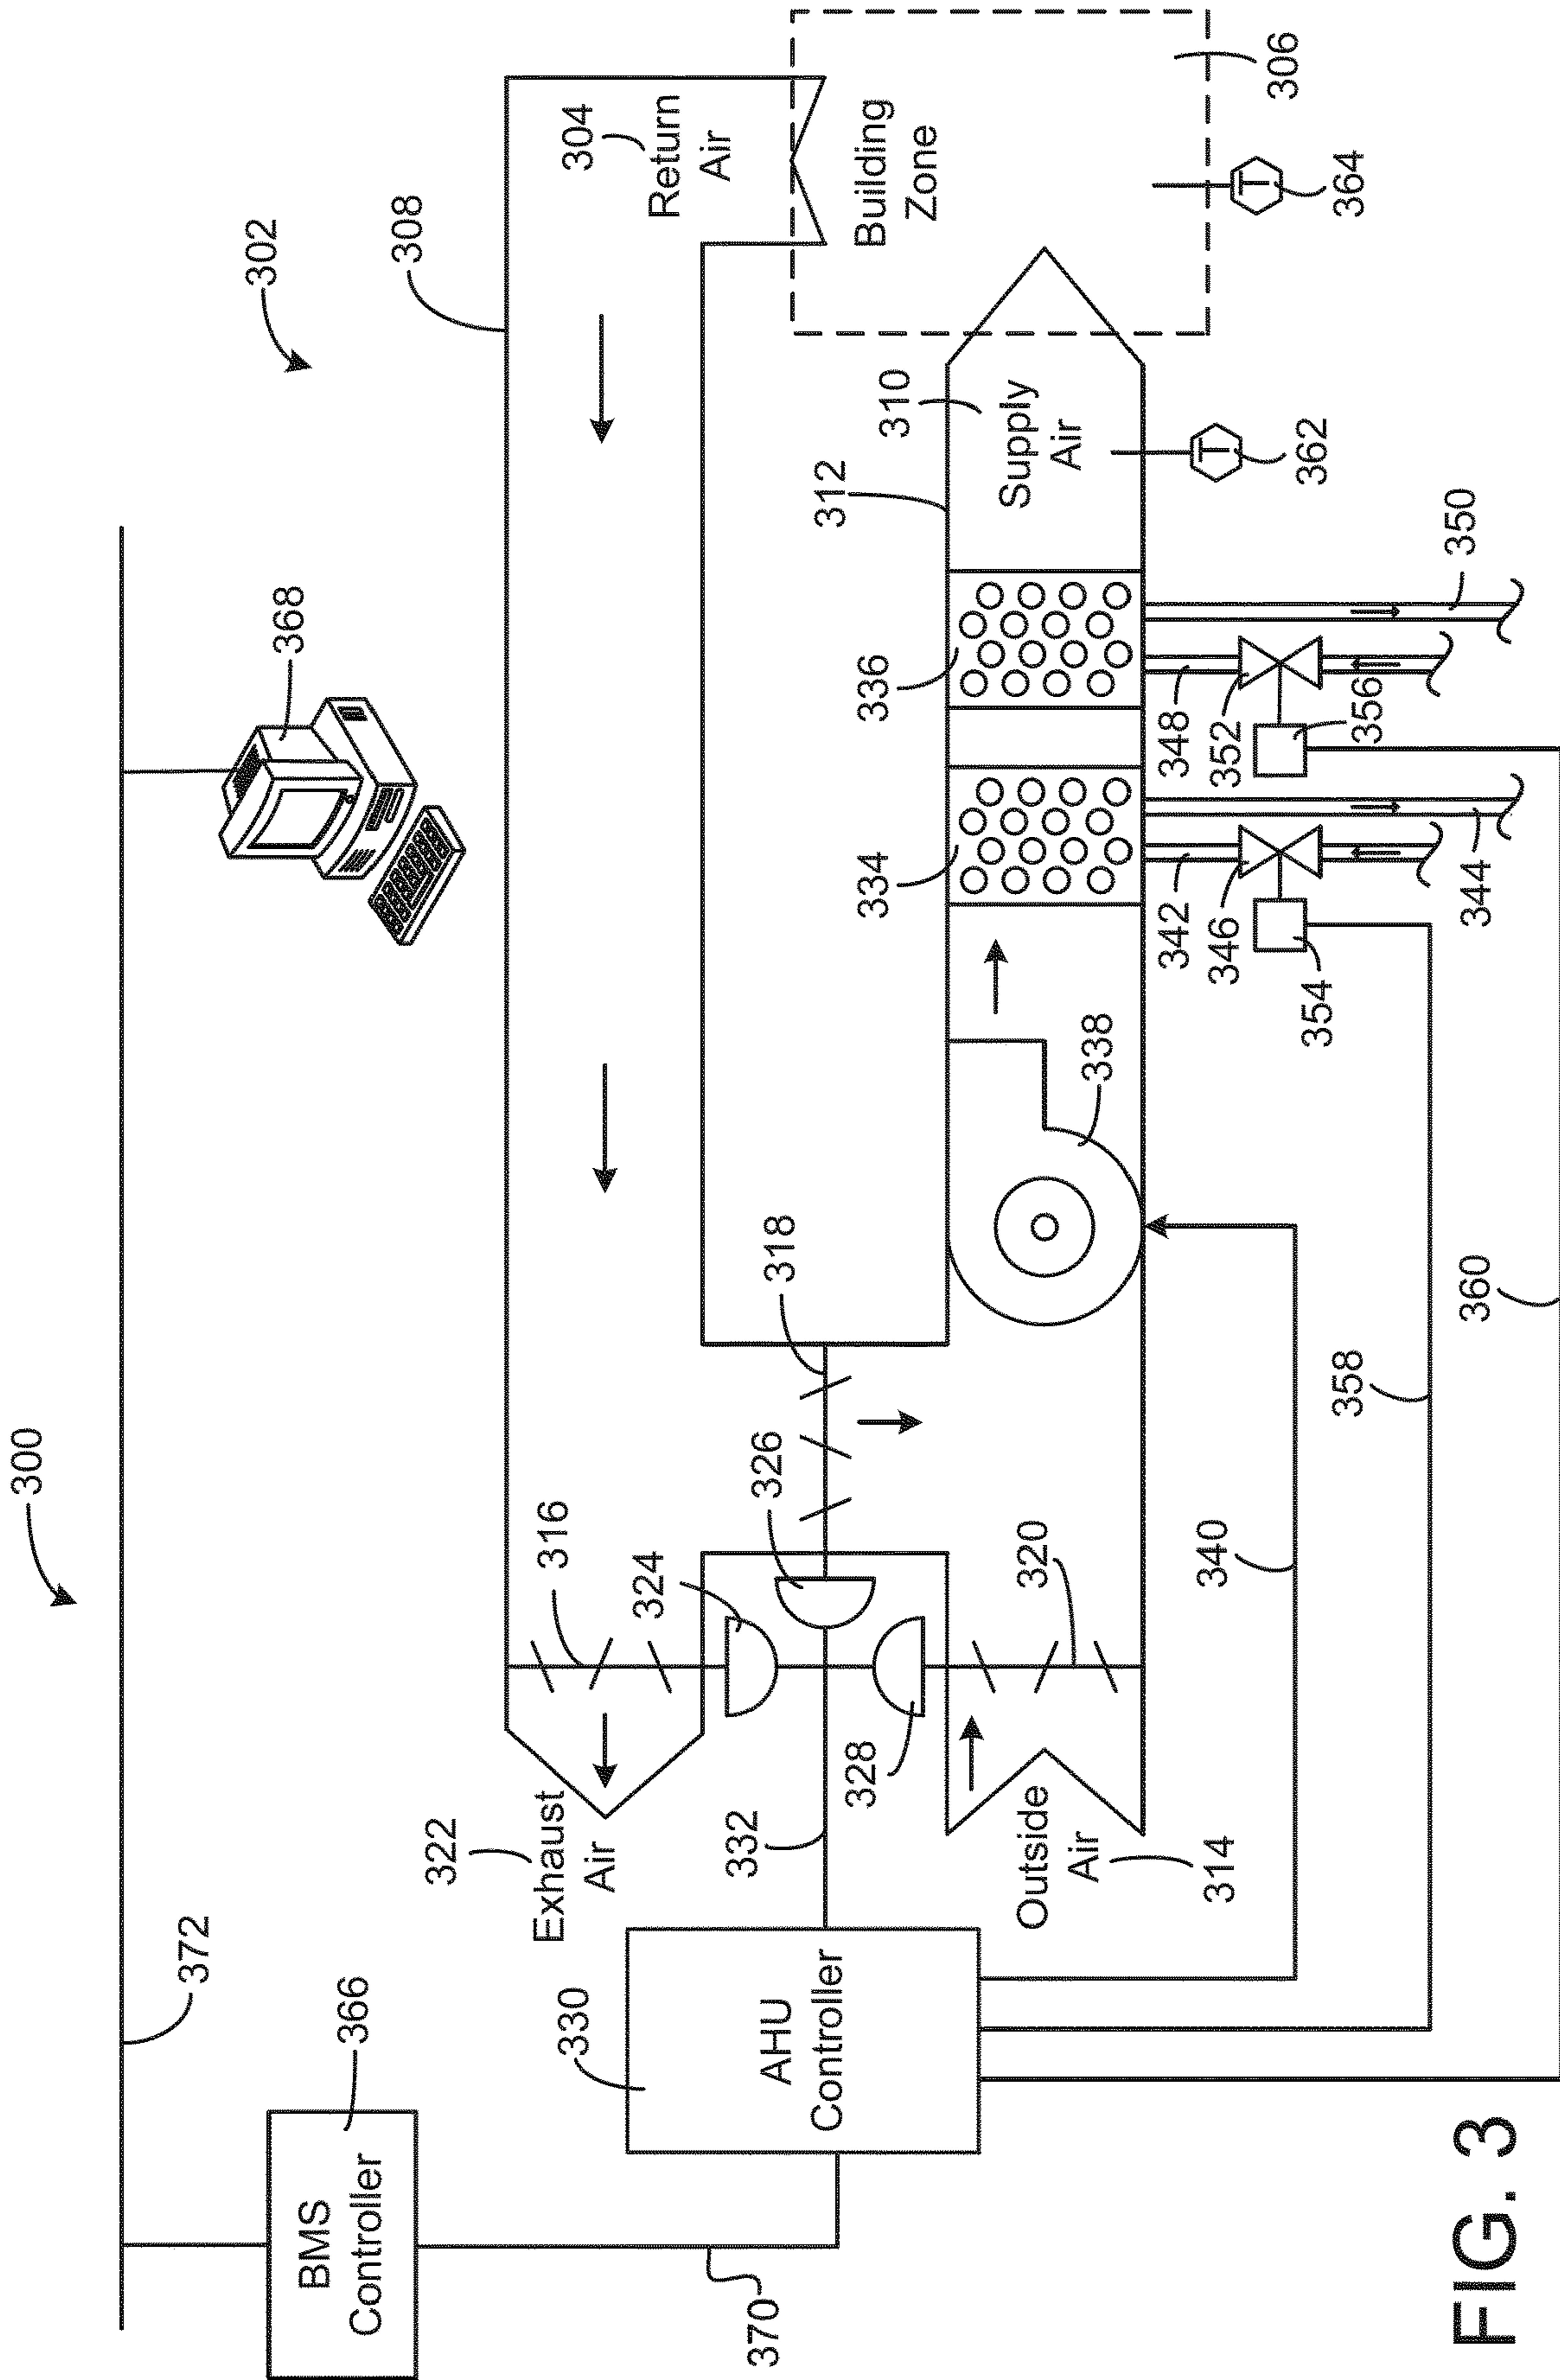 300
302
372
366
BMS
Controller
368
308
304
Return
Air
306
Building
Zone
322
Exhaust
Air
316
324
326
318
332
328
330
AHU
Controller
370
Outside
Air
314
320
338
334
336
312
310
Supply
Air
362
364
340
342
346
354
344
348
352
356
350
358
360
T
T
FIG. 3